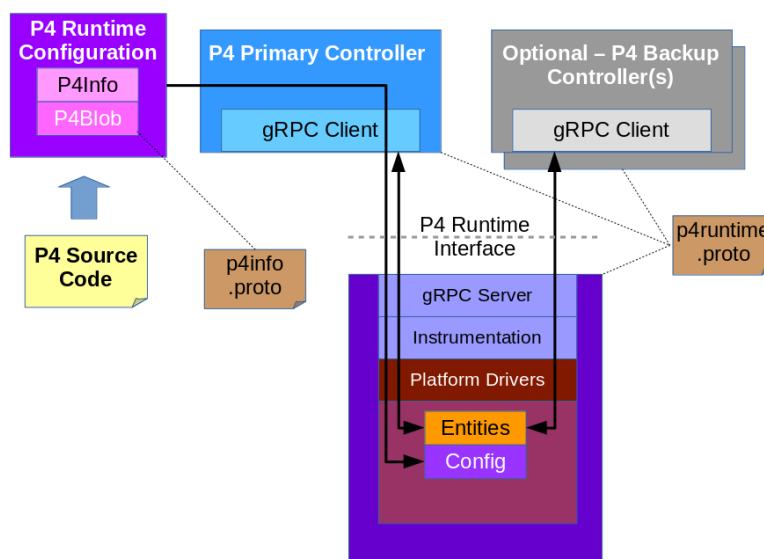 P4 Runtime
Configuration
P4Info
P4Blob
P4 Primary Controller
gRPC Client
Optional – P4 Backup
Controller(s)
gRPC Client
P4 Source
Code
p4info
.proto
P4 Runtime
Interface
p4runtime
.proto
gRPC Server
Instrumentation
Platform Drivers
Entities
Config